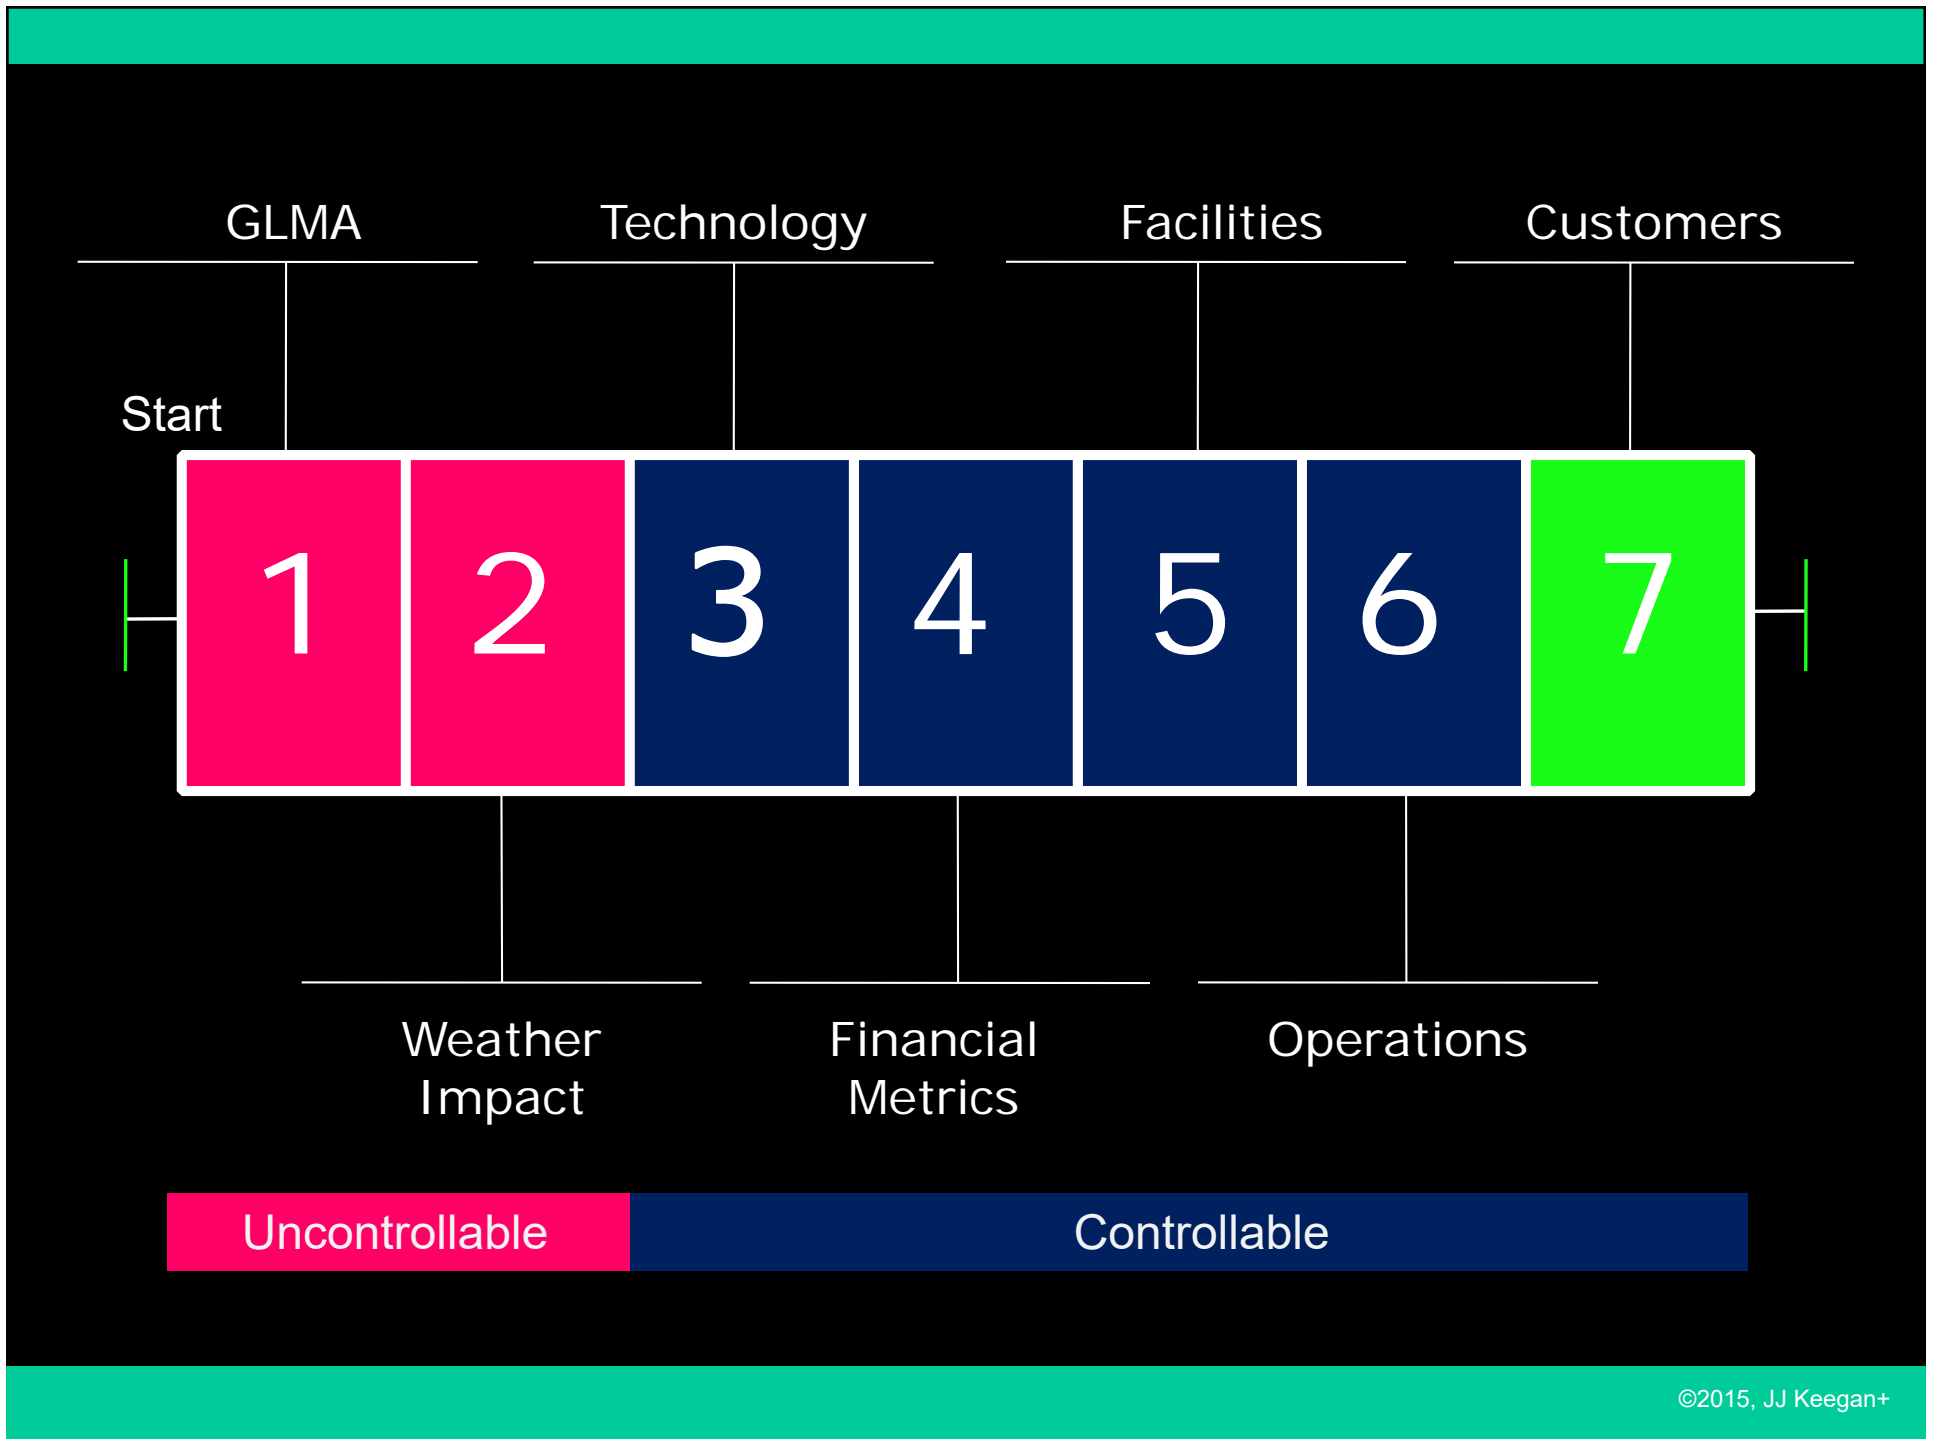 GLMA
Technology
Facilities
Customers
Start
1
2
3
4
5
6
7
Weather
Impact
Financial
Metrics
Operations
Uncontrollable
Controllable
©2015, JJ Keegan+